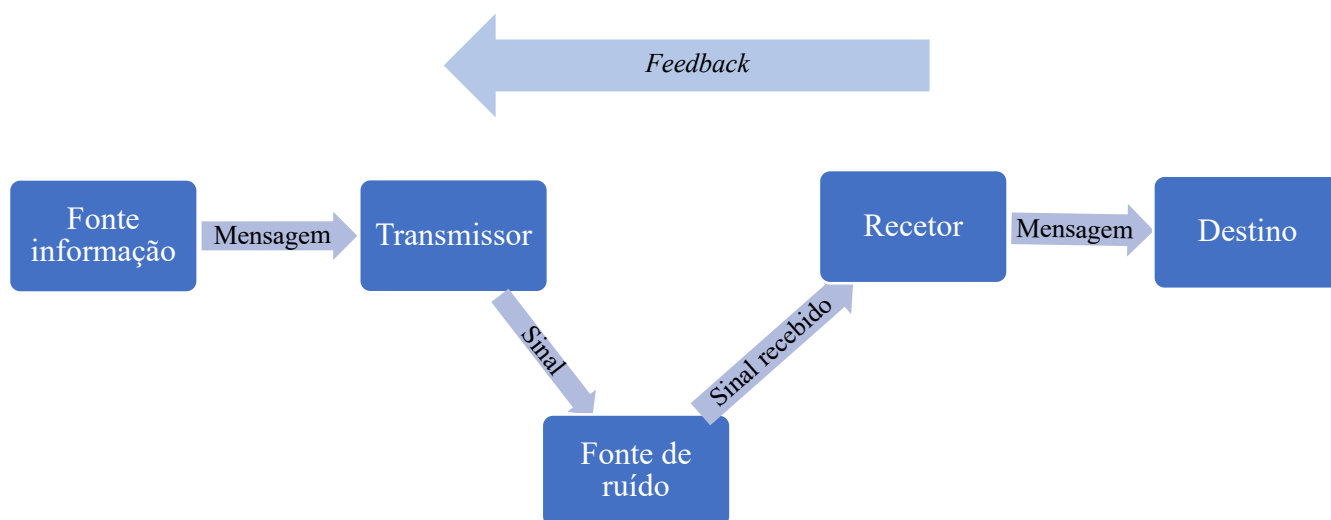 Feedback
Fonte
informação
Mensagem
Transmissor
Sinal
Fonte de
ruído
Sinal recebido
Recetor
Mensagem
Destino